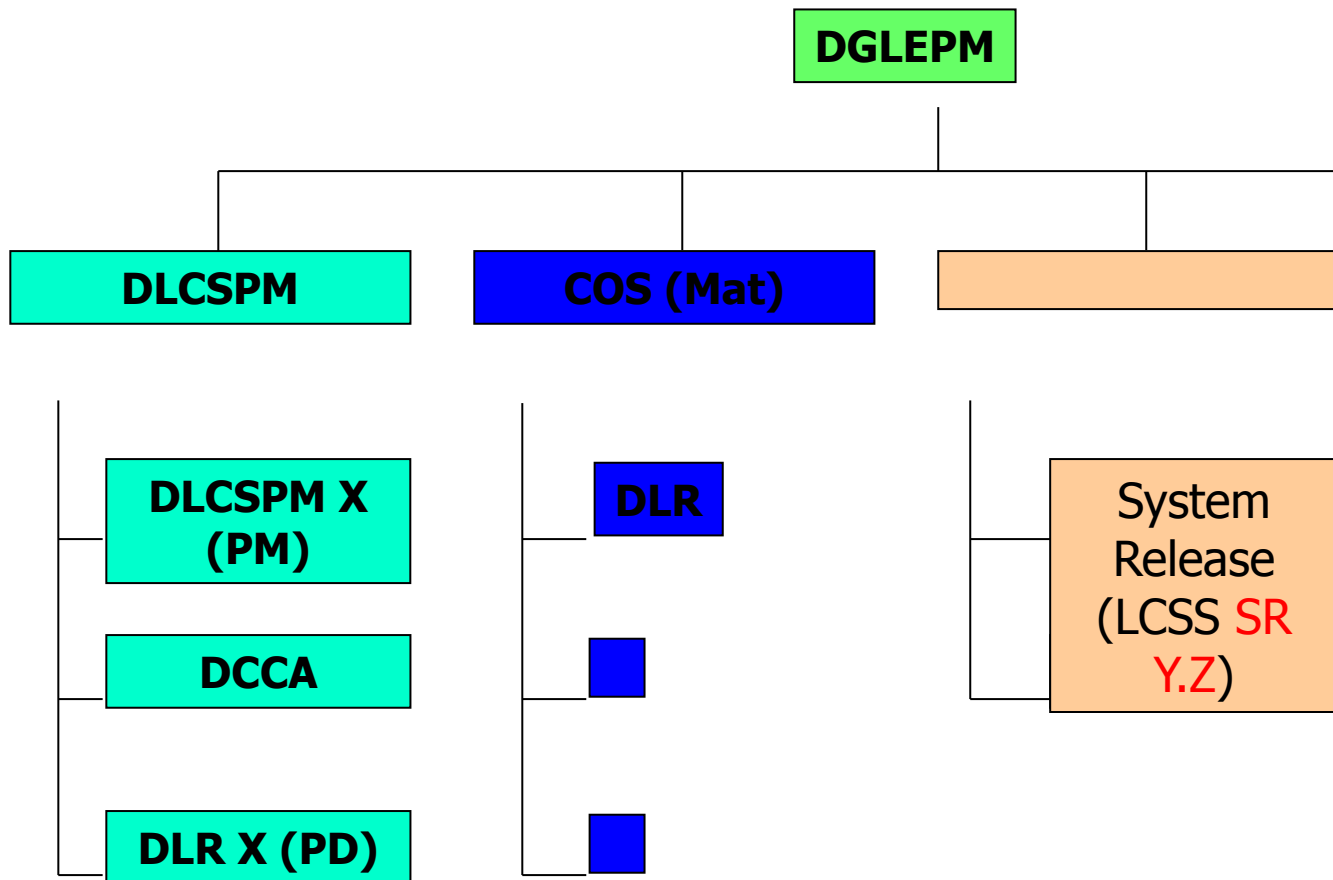 DGLEPM
DLCSPM
COS (Mat)
DLCSPM X
(PM)
DLR
System
Release
(LCSS SR
Y.Z)
DCCA
DLR X (PD)